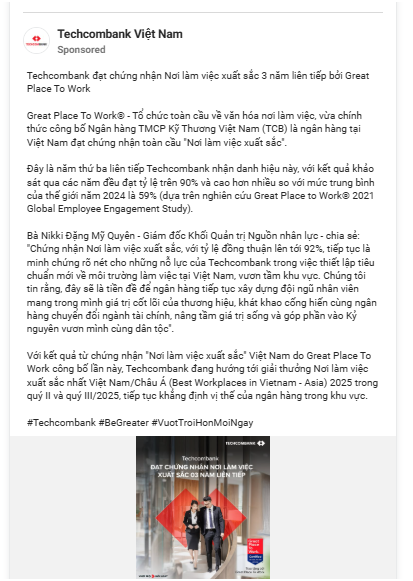 Techcombank Việt Nam
Sponsored
Techcombank đạt chứng nhận Nơi làm việc xuất sắc 3 năm liên tiếp bởi Great
Place To Work
Great Place To Work® - Tổ chức toàn cầu về văn hóa nơi làm việc, vừa chính
thức công bố Ngân hàng TMCP Kỹ Thương Việt Nam (TCB) là ngân hàng tại
Việt Nam đạt chứng nhận toàn cầu "Nơi làm việc xuất sắc".
Đây là năm thứ ba liên tiếp Techcombank nhận danh hiệu này, với kết quả khảo
sát qua các năm đều đạt tỷ lệ trên 90% và cao hơn nhiều so với mức trung bình
của thế giới năm 2024 là 59% (dựa trên nghiên cứu Great Place to Work® 2021
Global Employee Engagement Study).
Bà Nikki Đặng Mỹ Quyên - Giám đốc Khối Quản trị Nguồn nhân lực - chia sẻ:
"Chứng nhận Nơi làm việc xuất sắc, với tỷ lệ đồng thuận lên tới 92%, tiếp tục là
minh chứng rõ nét cho những nỗ lực của Techcombank trong việc thiết lập tiêu
chuẩn mới về môi trường làm việc tại Việt Nam, vươn tầm khu vực. Chúng tôi
tin rằng, đây sẽ là tiền đề để ngân hàng tiếp tục xây dựng đội ngũ nhân viên
mang trong mình giá trị cốt lõi của thương hiệu, khát khao cống hiến cùng ngân
hàng chuyển đổi ngành tài chính, nâng tầm giá trị sống và góp phần vào Kỷ
nguyên vươn mình cùng dân tộc".
Với kết quả từ chứng nhận "Nơi làm việc xuất sắc" Việt Nam do Great Place To
Work công bố lần này, Techcombank đang hướng tới giải thưởng Nơi làm việc
xuất sắc nhất Việt Nam/Châu Á (Best Workplaces in Vietnam - Asia) 2025 trong
quý II và quý III/2025, tiếp tục khẳng định vị thế của ngân hàng trong khu vực.
#Techcombank #BeGreater #VuotTroiHonMoiNgay
TECHCOMBANK
Techcombank
ĐẠT CHỨNG NHẬN NƠI LÀM VIỆC
XUẤT SẮC 03 NĂM LIÊN TIẾP
Great
Place
To
Work.